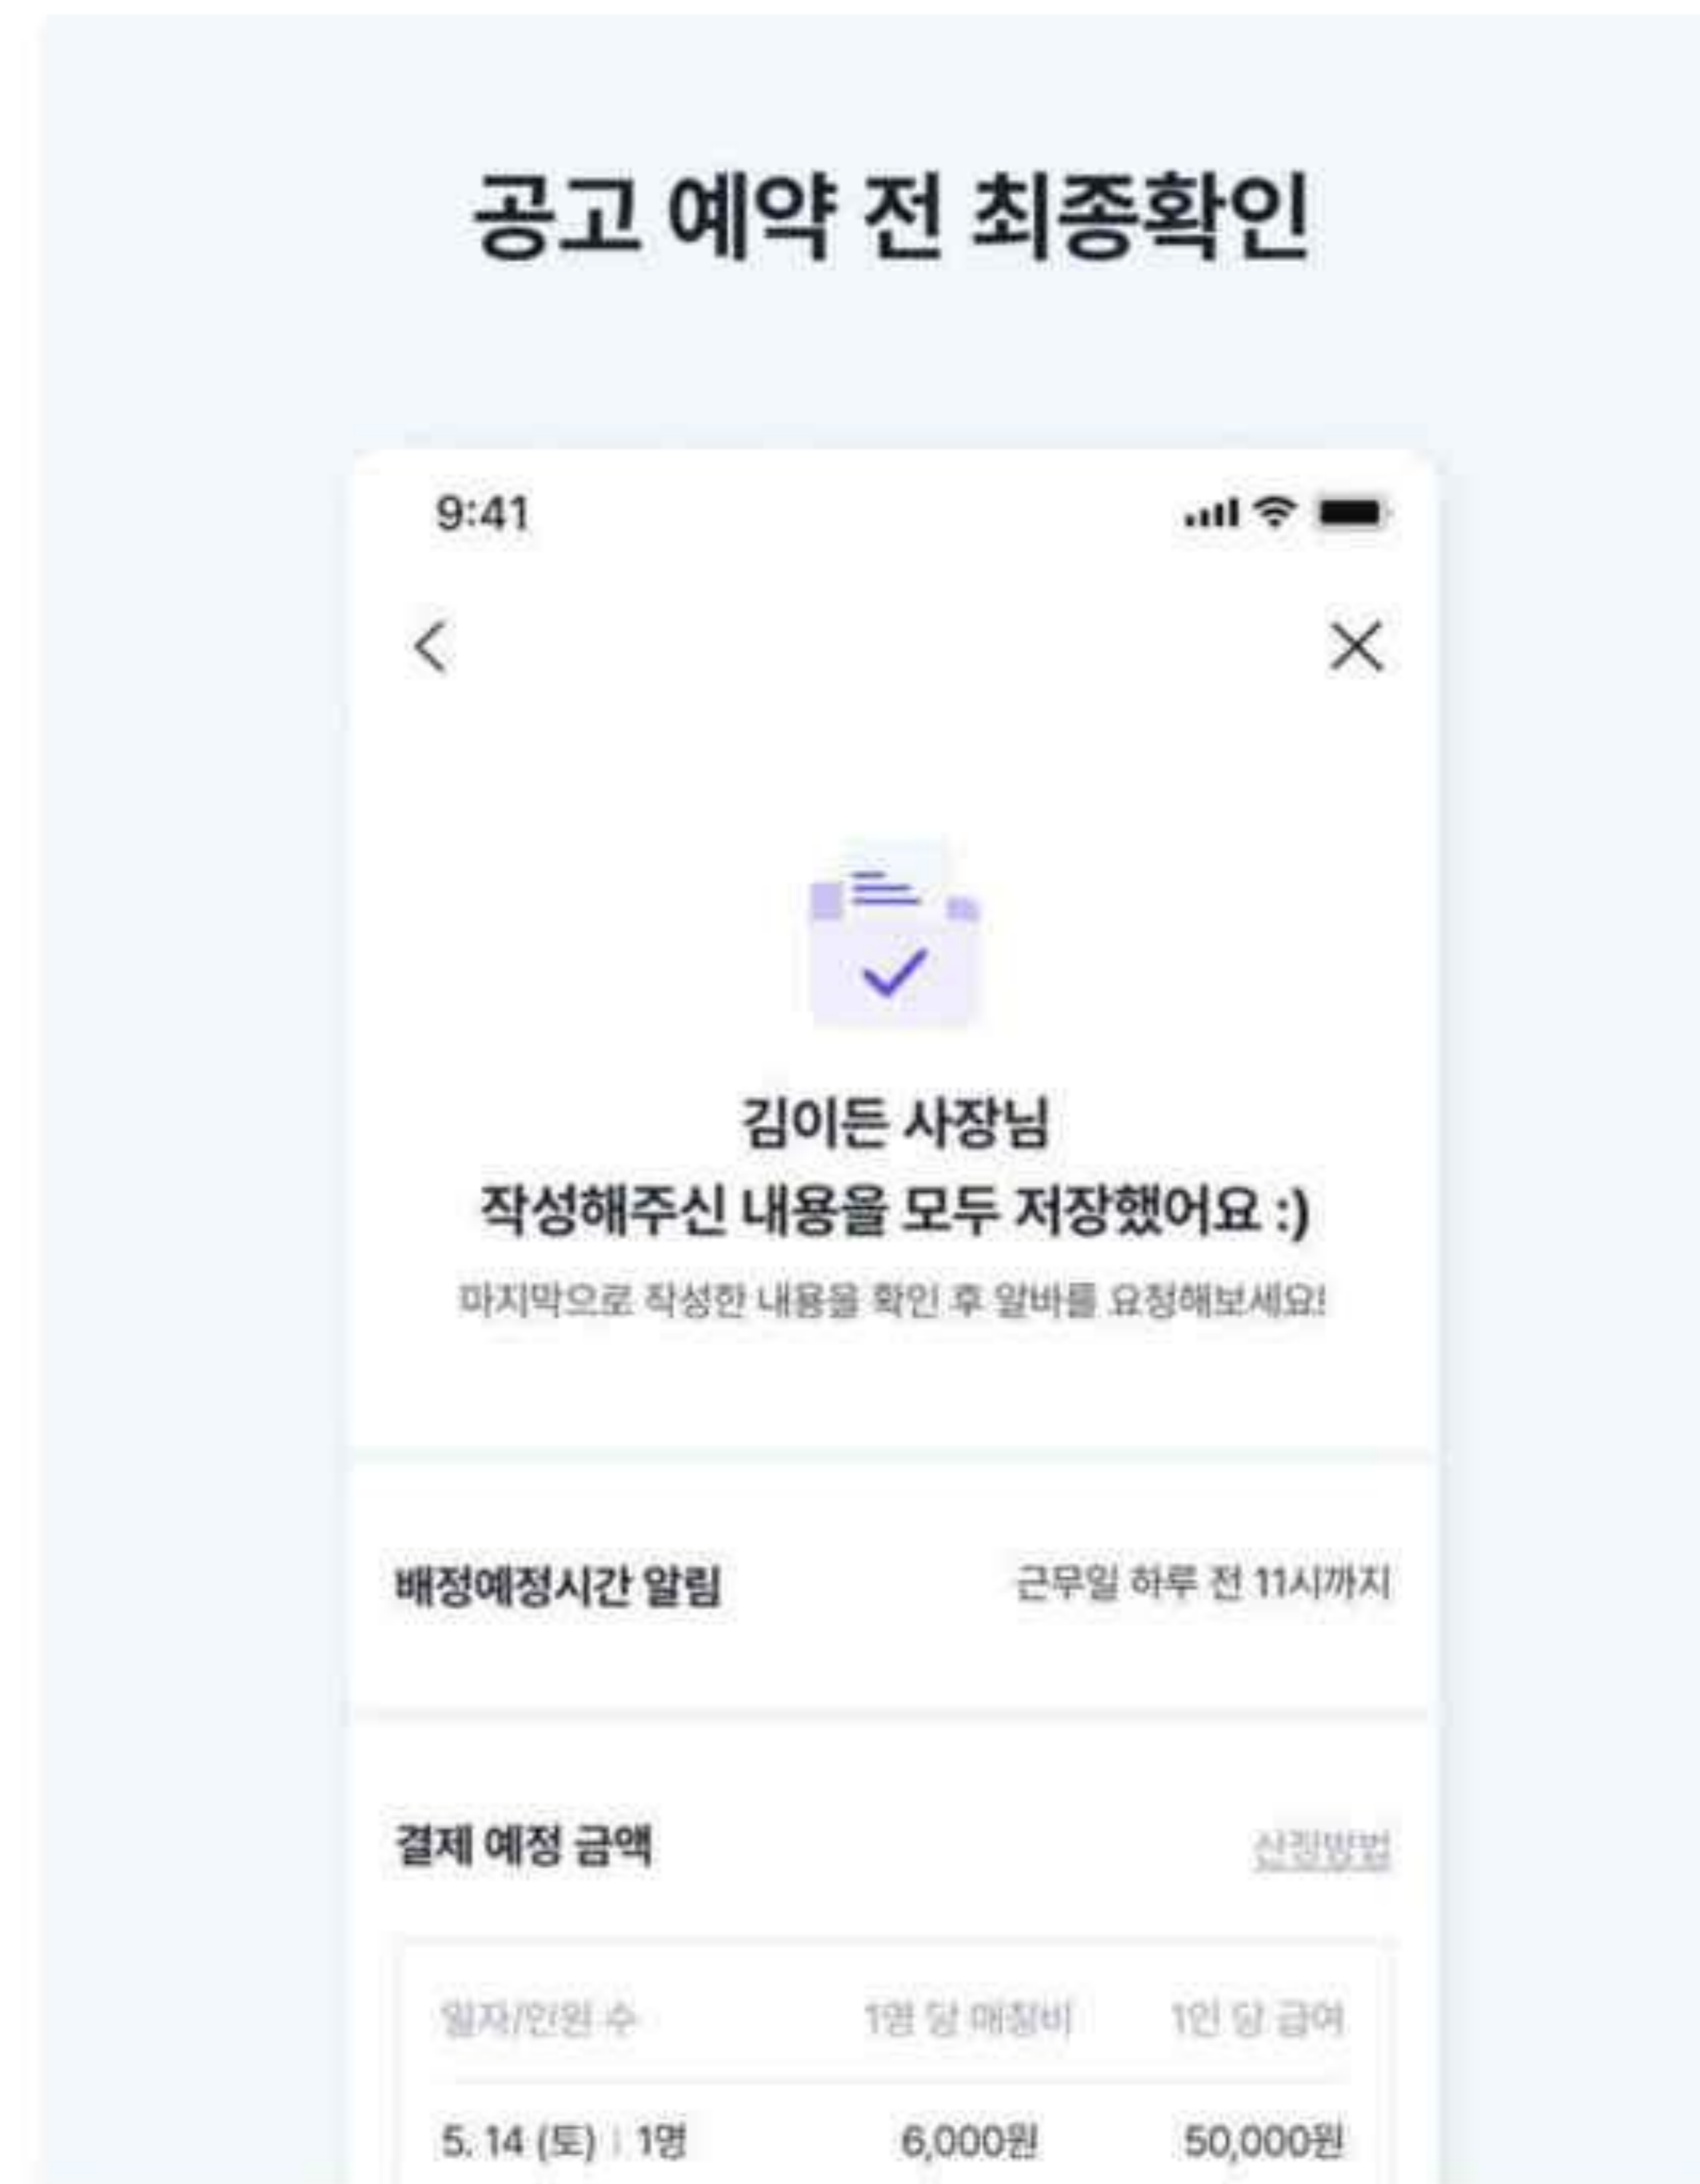 공고 예약 전 최종확인
9:41
김이든 사장님
작성해주신 내용을 모두 저장했어요 :)
마지막으로 작성한 내용을 확인 후 알바를 요청해보세요!
배정예정시간 알림 근무일 하루 전 11시까지
결제 예정 금액 산정방법
일자/인원 수 1명 당 매칭비 1인 당 급여
5. 14 (토) | 1명 6,000원 50,000원